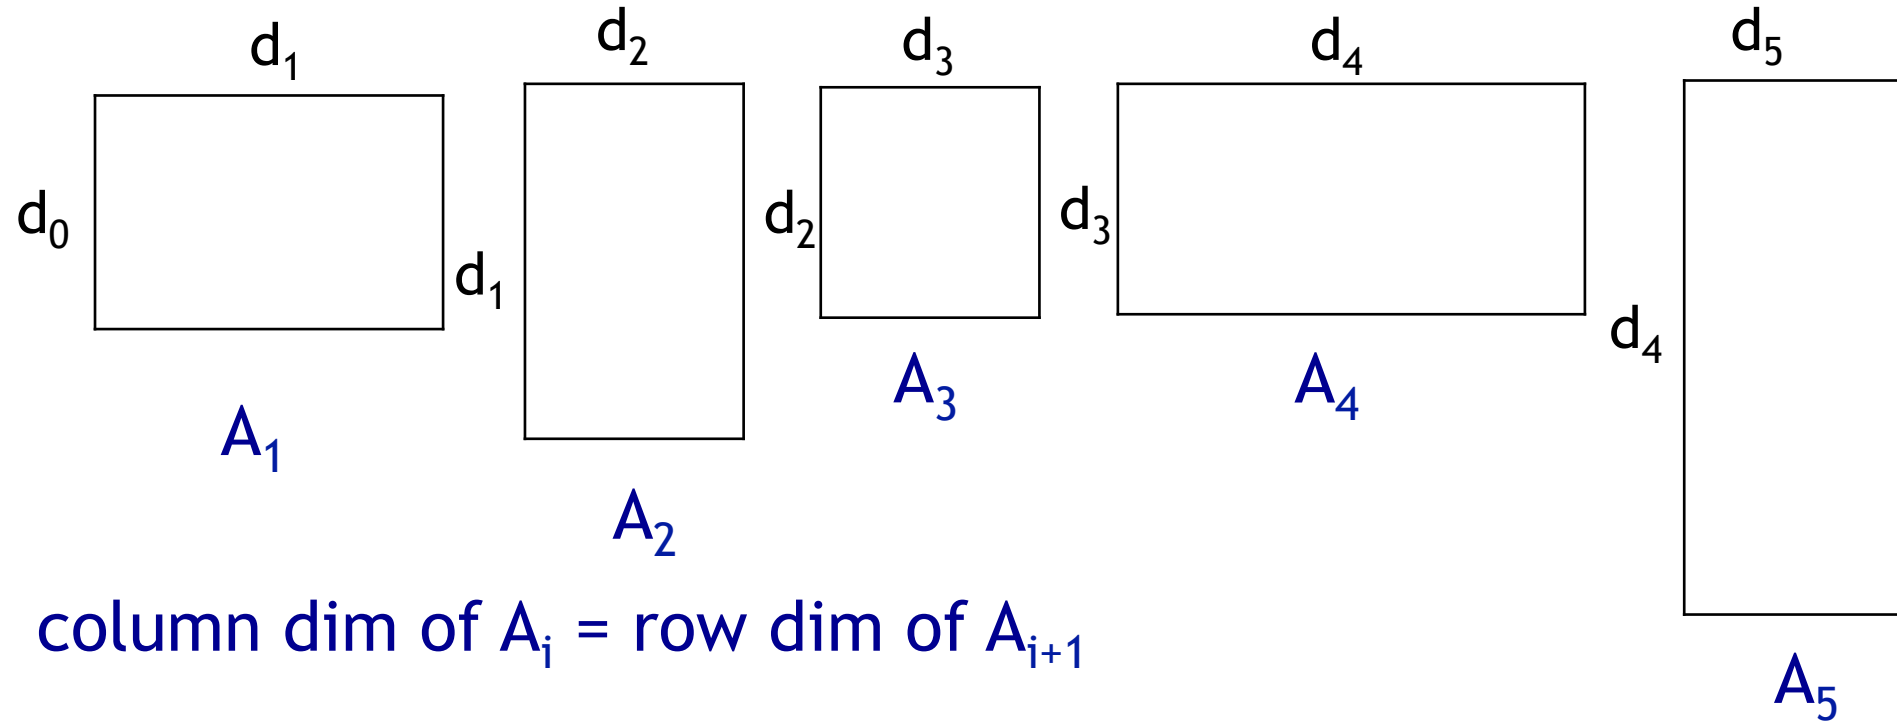 d₁ d₂ d₃ d₄ d₅
d₀ d₁ d₂ d₃ d₄
A₁ A₂ A₃ A₄ A₅
column dim of Aᵢ = row dim of Aᵢ₊₁